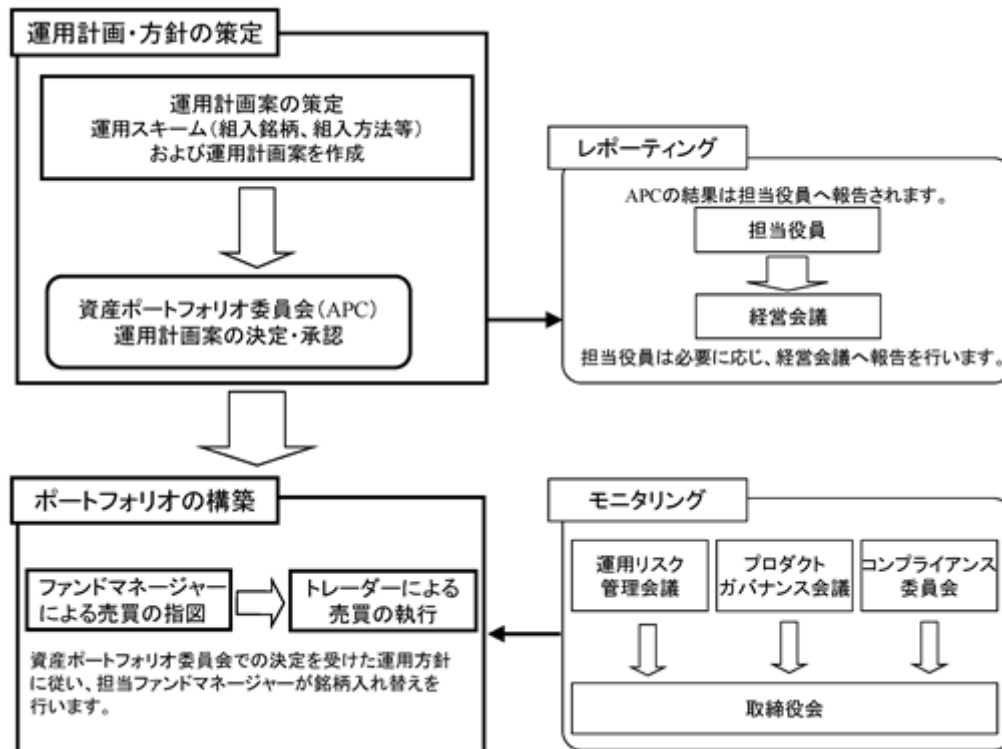 運用計画・方針の策定
運用計画案の策定
運用スキーム(組入銘柄、組入方法等)
および運用計画案を作成
資産ポートフォリオ委員会(APC)
運用計画案の決定・承認
レポーティング
APCの結果は担当役員へ報告されます。
担当役員
経営会議
担当役員は必要に応じ、経営会議へ報告を行います。
ポートフォリオの構築
ファンドマネージャー
による売買の指図
トレーダーによる
売買の執行
資産ポートフォリオ委員会での決定を受けた運用方針
に従い、担当ファンドマネージャーが銘柄入れ替えを
行います。
モニタリング
運用リスク
管理会議
プロダクト
ガバナンス会議
コンプライアンス
委員会
取締役会